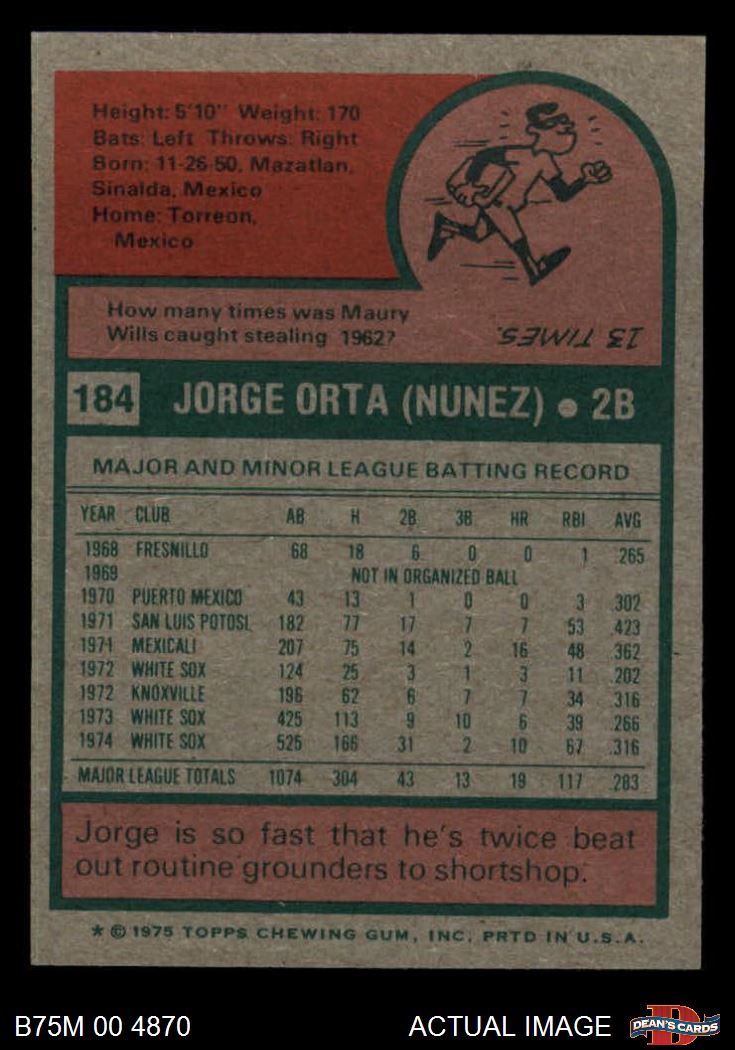 Height: 5'10" Weight: 170
Bats: Left Throws: Right
Born: 11-26-50, Mazatlan,
Sinalda, Mexico
Home: Torreon,
Mexico
How many times was Maury
Wills caught stealing 1962?
13 TIMES.
184 JORGE ORTA (NUNEZ) ● 2B
MAJOR AND MINOR LEAGUE BATTING RECORD
YEAR CLUB AB H 2B 3B HR RBI AVG
1968 FRESNILLO 68 18 6 0 0 1 .265
1969 NOT IN ORGANIZED BALL
1970 PUERTO MEXICO 43 13 1 0 0 3 .302
1971 SAN LUIS POTOSI 182 77 17 7 7 53 .423
1971 MEXICALI 207 75 14 2 16 48 .362
1972 WHITE SOX 124 25 3 1 3 11 .202
1972 KNOXVILLE 196 62 6 7 7 34 .316
1973 WHITE SOX 425 113 9 10 6 39 .266
1974 WHITE SOX 525 166 31 2 10 67 .316
MAJOR LEAGUE TOTALS 1074 304 43 13 19 117 .283
Jorge is so fast that he's twice beat
out routine grounders to shortshop.
* © 1975 TOPPS CHEWING GUM, INC. PRTD IN U.S.A.
B75M 00 4870 ACTUAL IMAGE D DEAN'S CARDS